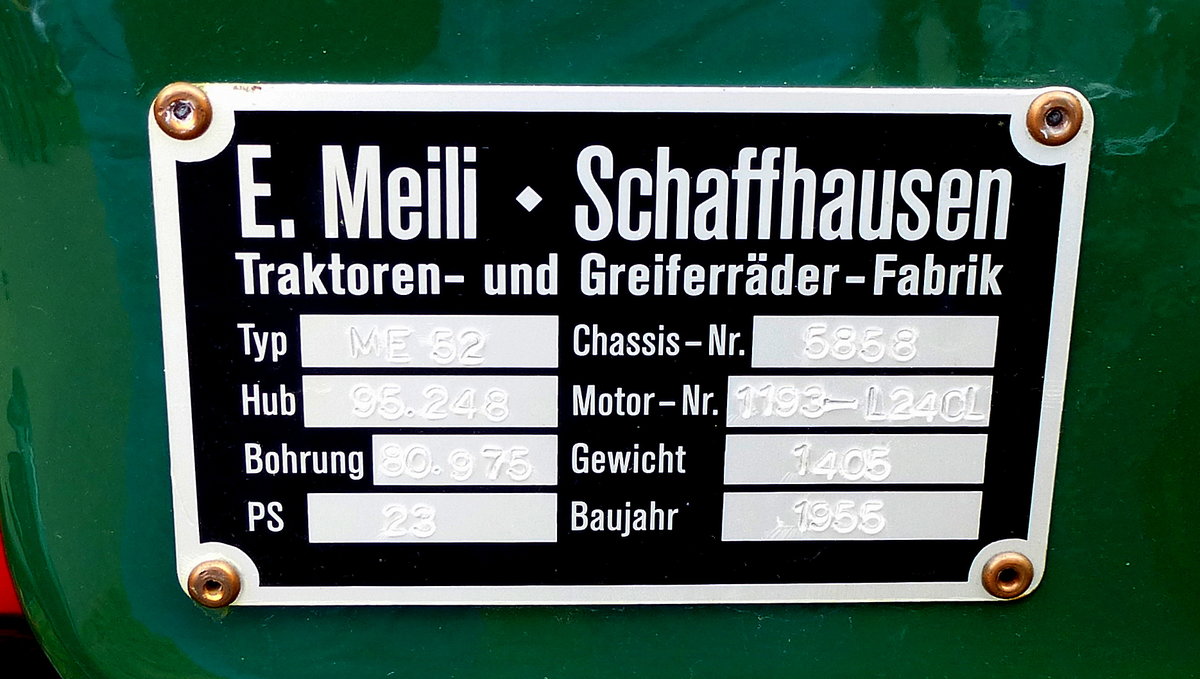 E. Meili ◆ Schaffhausen
Traktoren- und Greiferräder-Fabrik
Typ ME 52 Chassis-Nr. 5858
Hub 95.248 Motor-Nr. 1193-L24CL
Bohrung 80.975 Gewicht 1405
PS 23 Baujahr 1955